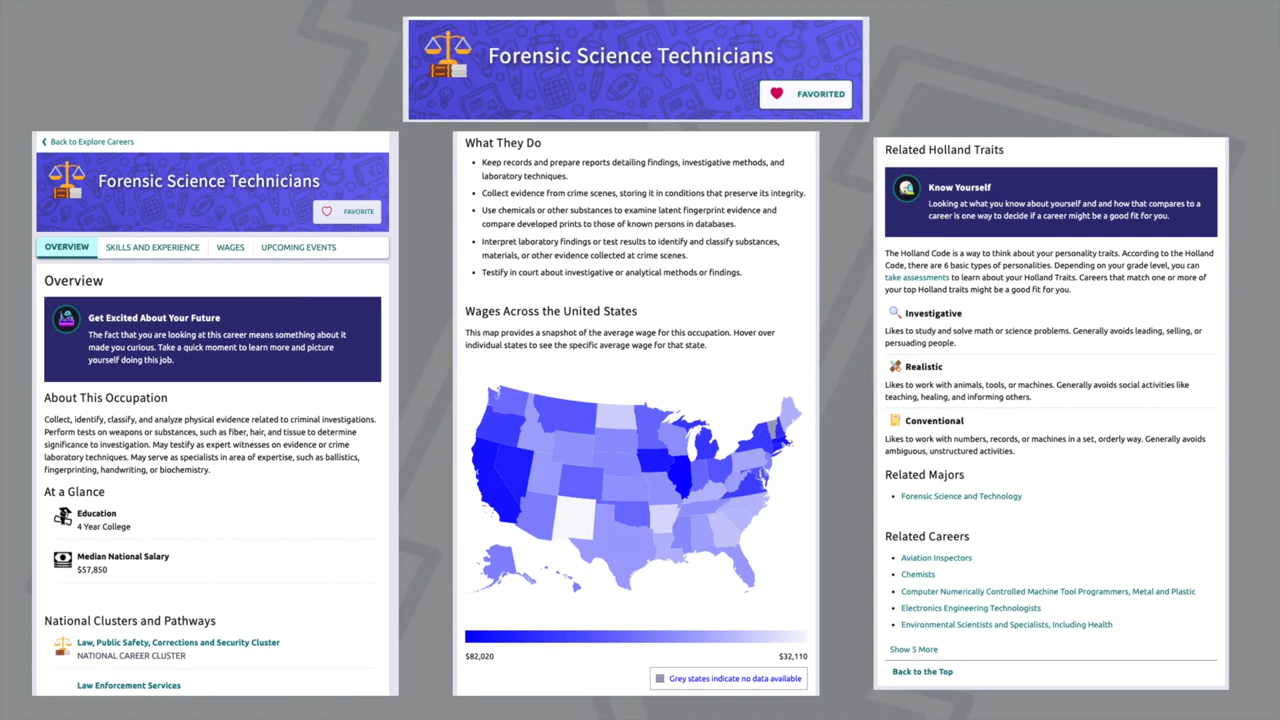 Forensic Science Technicians
FAVORITED
❮ Back to Explore Careers
Forensic Science Technicians
FAVORITE
OVERVIEW SKILLS AND EXPERIENCE WAGES UPCOMING EVENTS
Overview
Get Excited About Your Future
The fact that you are looking at this career means something about it
made you curious. Take a quick moment to learn more and picture
yourself doing this job.
About This Occupation
Collect, identify, classify, and analyze physical evidence related to criminal investigations.
Perform tests on weapons or substances, such as fiber, hair, and tissue to determine
significance to investigation. May testify as expert witnesses on evidence or crime
laboratory techniques. May serve as specialists in area of expertise, such as ballistics,
fingerprinting, handwriting, or biochemistry.
At a Glance
Education
4 Year College
Median National Salary
$57,850
National Clusters and Pathways
Law, Public Safety, Corrections and Security Cluster
NATIONAL CAREER CLUSTER
Law Enforcement Services
What They Do
• Keep records and prepare reports detailing findings, investigative methods, and
laboratory techniques.
• Collect evidence from crime scenes, storing it in conditions that preserve its integrity.
• Use chemicals or other substances to examine latent fingerprint evidence and
compare developed prints to those of known persons in databases.
• Interpret laboratory findings or test results to identify and classify substances,
materials, or other evidence collected at crime scenes.
• Testify in court about investigative or analytical methods or findings.
Wages Across the United States
This map provides a snapshot of the average wage for this occupation. Hover over
individual states to see the specific average wage for that state.
$82,020 $32,110
Grey states indicate no data available
Related Holland Traits
Know Yourself
Looking at what you know about yourself and and how that compares to a
career is one way to decide if a career might be a good fit for you.
The Holland Code is a way to think about your personality traits. According to the Holland
Code, there are 6 basic types of personalities. Depending on your grade level, you can
take assessments to learn about your Holland Traits. Careers that match one or more of
your top Holland traits might be a good fit for you.
Investigative
Likes to study and solve math or science problems. Generally avoids leading, selling, or
persuading people.
Realistic
Likes to work with animals, tools, or machines. Generally avoids social activities like
teaching, healing, and informing others.
Conventional
Likes to work with numbers, records, or machines in a set, orderly way. Generally avoids
ambiguous, unstructured activities.
Related Majors
• Forensic Science and Technology
Related Careers
• Aviation Inspectors
• Chemists
• Computer Numerically Controlled Machine Tool Programmers, Metal and Plastic
• Electronics Engineering Technologists
• Environmental Scientists and Specialists, Including Health
Show 5 More
Back to the Top